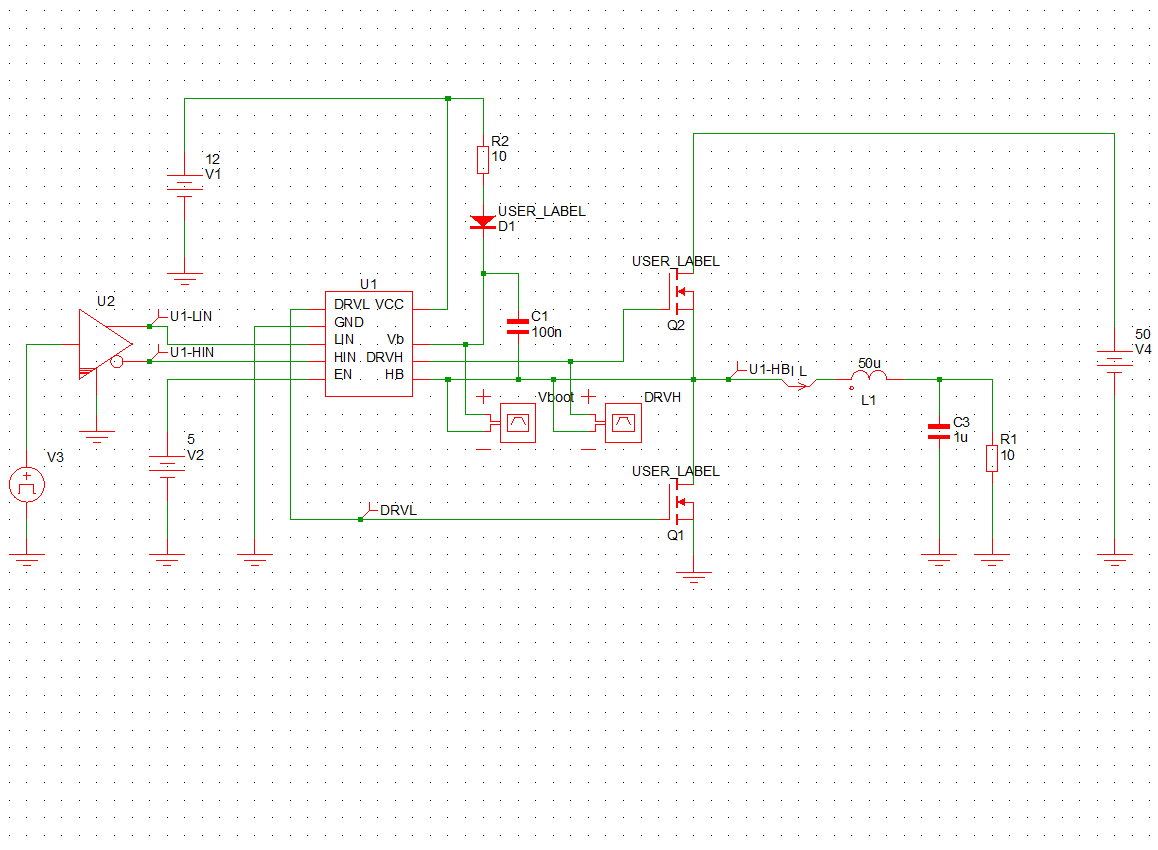 R2
10
12
V1
USER_LABEL
D1
USER_LABEL
Q2
U1
DRVL VCC
GND
LIN Vb
HIN DRVH
EN HB
U2
U1-LIN
U1-HIN
C1
100n
50
V4
U1-HB
I L
50u
L1
Vboot
DRVH
C3
1u
R1
10
5
V2
V3
USER_LABEL
Q1
DRVL